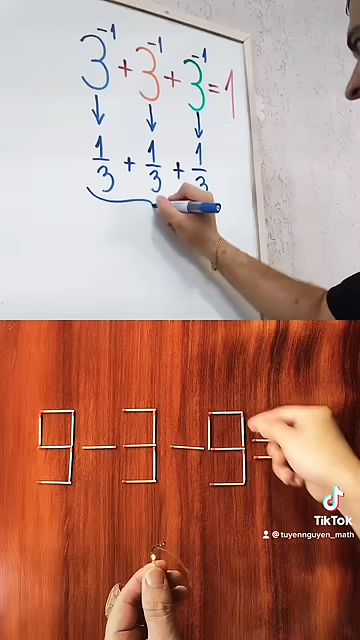 3⁻¹ + 3⁻¹ + 3⁻¹ = 1
1/3 + 1/3 + 1/3
9 - 3 - 9 =
TikTok
@tuyennguyen_math